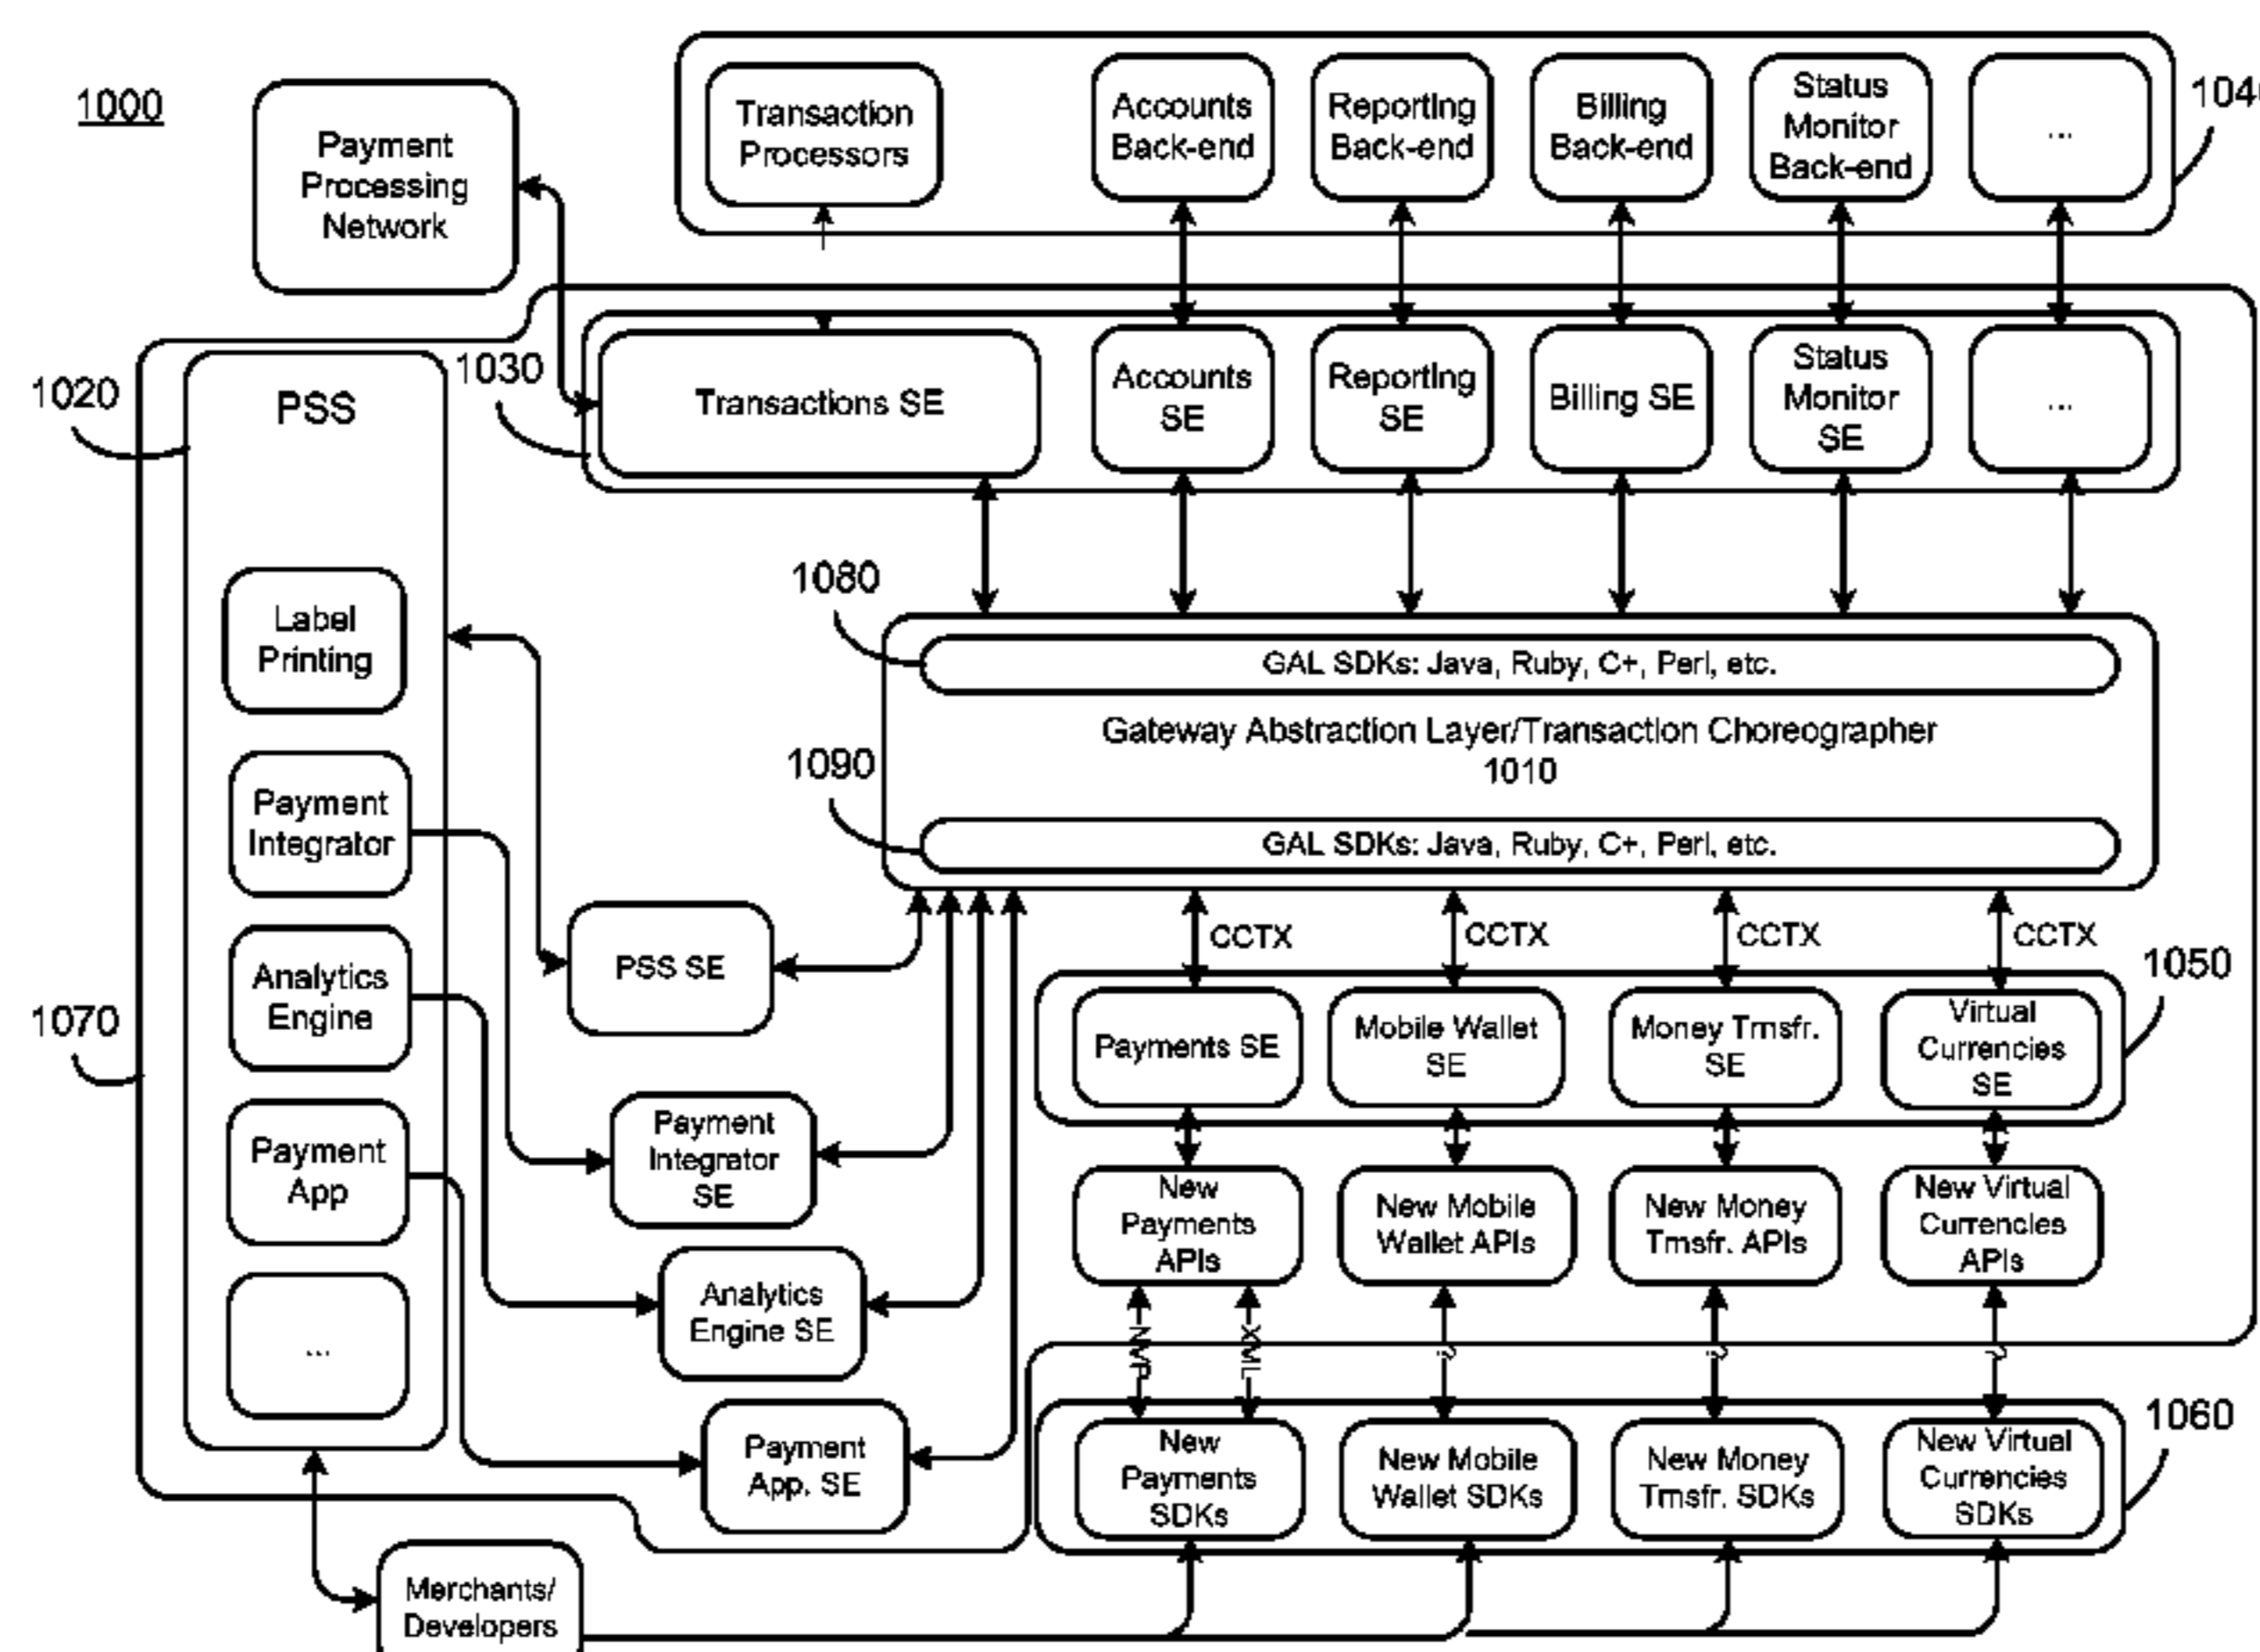 1000
Payment
Processing
Network
Transaction
Processors
Accounts
Back-end
Reporting
Back-end
Billing
Back-end
Status
Monitor
Back-end
...
1030
Transactions SE
Accounts
SE
Reporting
SE
Billing SE
Status
Monitor
SE
...
1020
PSS
Label
Printing
Payment
Integrator
Analytics
Engine
Payment
App
...
1070
1080
GAL SDKs: Java, Ruby, C+, Perl, etc.
Gateway Abstraction Layer/Transaction Choreographer
1010
1090
GAL SDKs: Java, Ruby, C+, Perl, etc.
PSS SE
Payment
Integrator
SE
Analytics
Engine SE
Payment
App. SE
CCTX
CCTX
CCTX
CCTX
1050
Payments SE
Mobile Wallet
SE
Money Trnsfr.
SE
Virtual
Currencies
SE
New
Payments
APIs
New Mobile
Wallet APIs
New Money
Trnsfr. APIs
New Virtual
Currencies
APIs
NVP
XML
?
?
?
1060
New
Payments
SDKs
New Mobile
Wallet SDKs
New Money
Trnsfr. SDKs
New Virtual
Currencies
SDKs
Merchants/
Developers